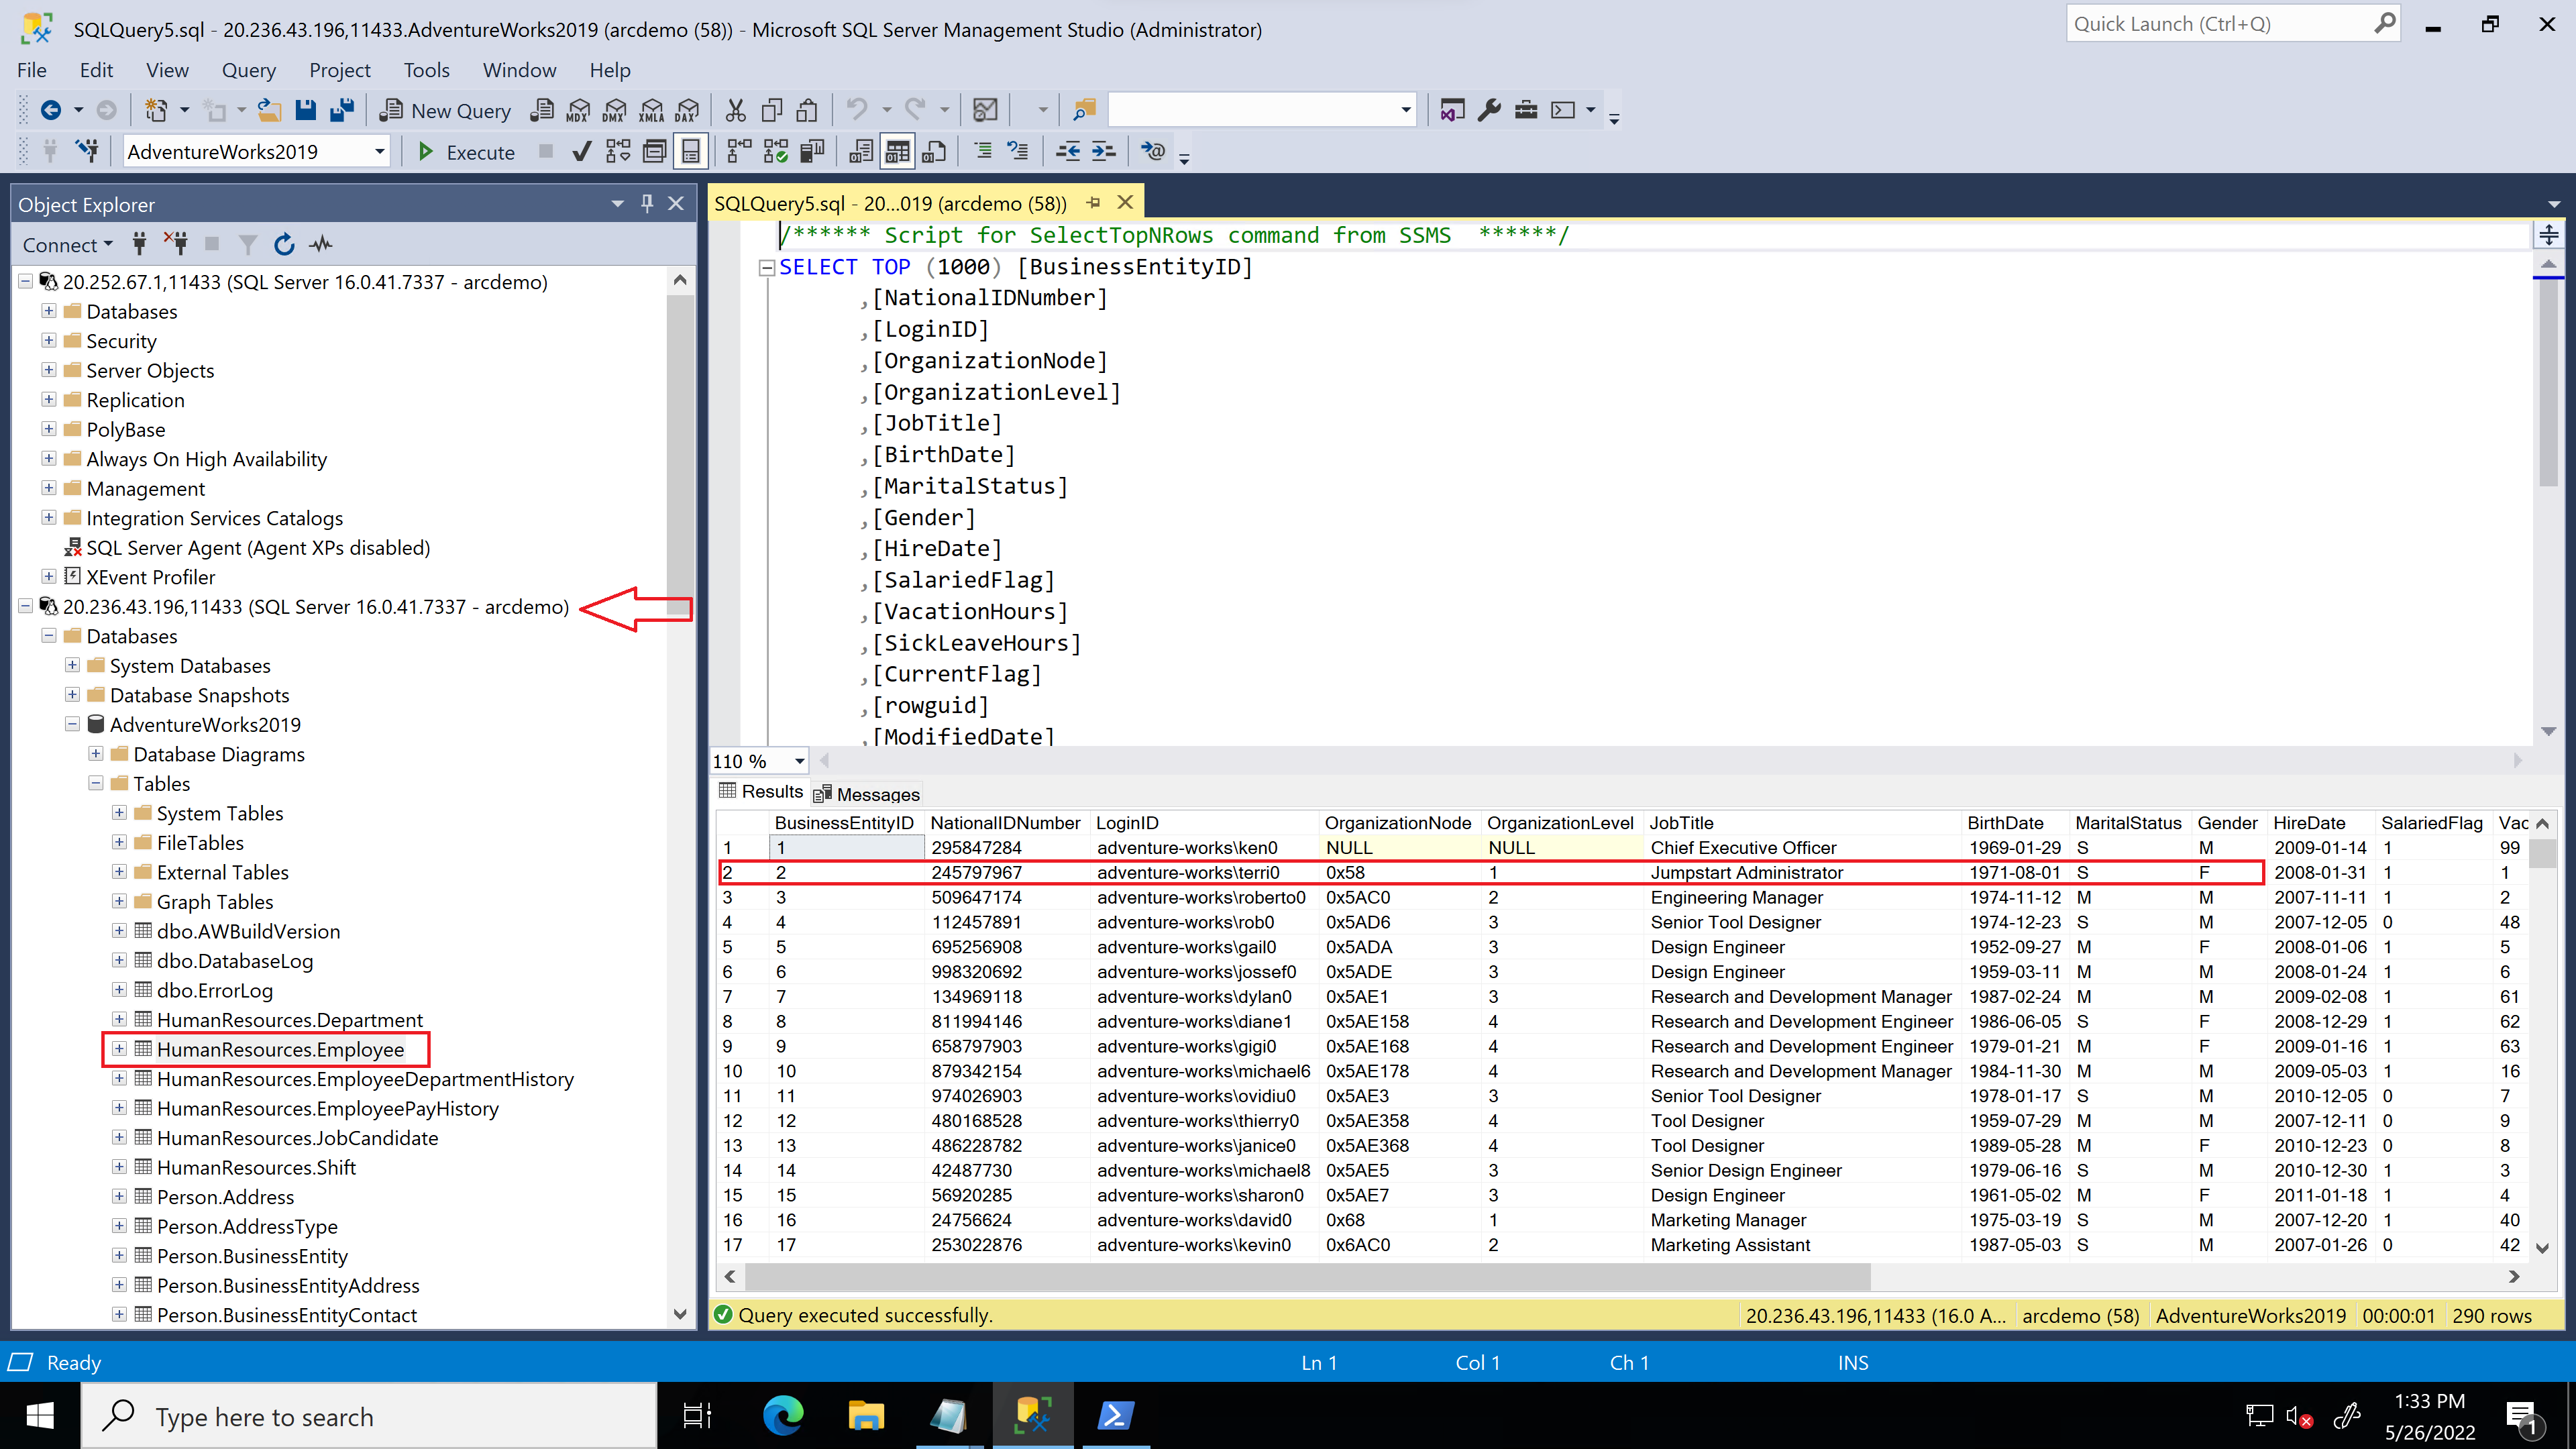 SQLQuery5.sql - 20.236.43.196,11433.AdventureWorks2019 (arcdemo (58)) - Microsoft SQL Server Management Studio (Administrator)
Quick Launch (Ctrl+Q)
File Edit View Query Project Tools Window Help
New Query MDX DMX XMLA DAX
AdventureWorks2019 Execute
Object Explorer
Connect
20.252.67.1,11433 (SQL Server 16.0.41.7337 - arcdemo)
Databases
Security
Server Objects
Replication
PolyBase
Always On High Availability
Management
Integration Services Catalogs
SQL Server Agent (Agent XPs disabled)
XEvent Profiler
20.236.43.196,11433 (SQL Server 16.0.41.7337 - arcdemo)
Databases
System Databases
Database Snapshots
AdventureWorks2019
Database Diagrams
Tables
System Tables
FileTables
External Tables
Graph Tables
dbo.AWBuildVersion
dbo.DatabaseLog
dbo.ErrorLog
HumanResources.Department
HumanResources.Employee
HumanResources.EmployeeDepartmentHistory
HumanResources.EmployeePayHistory
HumanResources.JobCandidate
HumanResources.Shift
Person.Address
Person.AddressType
Person.BusinessEntity
Person.BusinessEntityAddress
Person.BusinessEntityContact
SQLQuery5.sql - 20...019 (arcdemo (58))
/****** Script for SelectTopNRows command from SSMS  ******/
SELECT TOP (1000) [BusinessEntityID]
,[NationalIDNumber]
,[LoginID]
,[OrganizationNode]
,[OrganizationLevel]
,[JobTitle]
,[BirthDate]
,[MaritalStatus]
,[Gender]
,[HireDate]
,[SalariedFlag]
,[VacationHours]
,[SickLeaveHours]
,[CurrentFlag]
,[rowguid]
,[ModifiedDate]
110 %
Results Messages
BusinessEntityID NationalIDNumber LoginID OrganizationNode OrganizationLevel JobTitle BirthDate MaritalStatus Gender HireDate SalariedFlag Vac
1 1 295847284 adventure-works\ken0 NULL NULL Chief Executive Officer 1969-01-29 S M 2009-01-14 1 99
2 2 245797967 adventure-works\terri0 0x58 1 Jumpstart Administrator 1971-08-01 S F 2008-01-31 1 1
3 3 509647174 adventure-works\roberto0 0x5AC0 2 Engineering Manager 1974-11-12 M M 2007-11-11 1 2
4 4 112457891 adventure-works\rob0 0x5AD6 3 Senior Tool Designer 1974-12-23 S M 2007-12-05 0 48
5 5 695256908 adventure-works\gail0 0x5ADA 3 Design Engineer 1952-09-27 M F 2008-01-06 1 5
6 6 998320692 adventure-works\jossef0 0x5ADE 3 Design Engineer 1959-03-11 M M 2008-01-24 1 6
7 7 134969118 adventure-works\dylan0 0x5AE1 3 Research and Development Manager 1987-02-24 M M 2009-02-08 1 61
8 8 811994146 adventure-works\diane1 0x5AE158 4 Research and Development Engineer 1986-06-05 S F 2008-12-29 1 62
9 9 658797903 adventure-works\gigi0 0x5AE168 4 Research and Development Engineer 1979-01-21 M F 2009-01-16 1 63
10 10 879342154 adventure-works\michael6 0x5AE178 4 Research and Development Manager 1984-11-30 M M 2009-05-03 1 16
11 11 974026903 adventure-works\ovidiu0 0x5AE3 3 Senior Tool Designer 1978-01-17 S M 2010-12-05 0 7
12 12 480168528 adventure-works\thierry0 0x5AE358 4 Tool Designer 1959-07-29 M M 2007-12-11 0 9
13 13 486228782 adventure-works\janice0 0x5AE368 4 Tool Designer 1989-05-28 M F 2010-12-23 0 8
14 14 42487730 adventure-works\michael8 0x5AE5 3 Senior Design Engineer 1979-06-16 S M 2010-12-30 1 3
15 15 56920285 adventure-works\sharon0 0x5AE7 3 Design Engineer 1961-05-02 M F 2011-01-18 1 4
16 16 24756624 adventure-works\david0 0x68 1 Marketing Manager 1975-03-19 S M 2007-12-20 1 40
17 17 253022876 adventure-works\kevin0 0x6AC0 2 Marketing Assistant 1987-05-03 S M 2007-01-26 0 42
Query executed successfully. 20.236.43.196,11433 (16.0 A... arcdemo (58) AdventureWorks2019 00:00:01 290 rows
Ready Ln 1 Col 1 Ch 1 INS
Type here to search
1:33 PM
5/26/2022
1